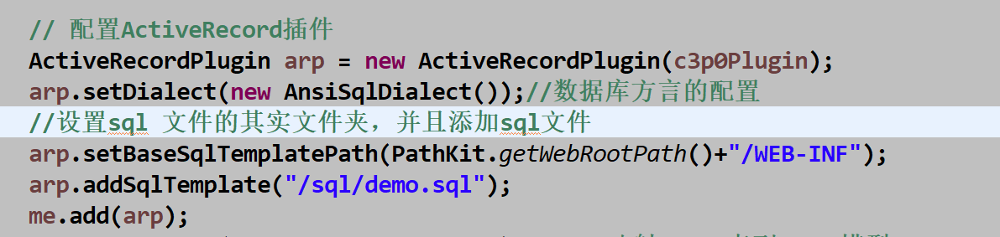 // 配置ActiveRecord插件
ActiveRecordPlugin arp = new ActiveRecordPlugin(c3p0Plugin);
arp.setDialect(new AnsiSqlDialect());//数据库方言的配置
//设置sql 文件的其实文件夹，并且添加sql文件
arp.setBaseSqlTemplatePath(PathKit.getWebRootPath()+"/WEB-INF");
arp.addSqlTemplate("/sql/demo.sql");
me.add(arp);